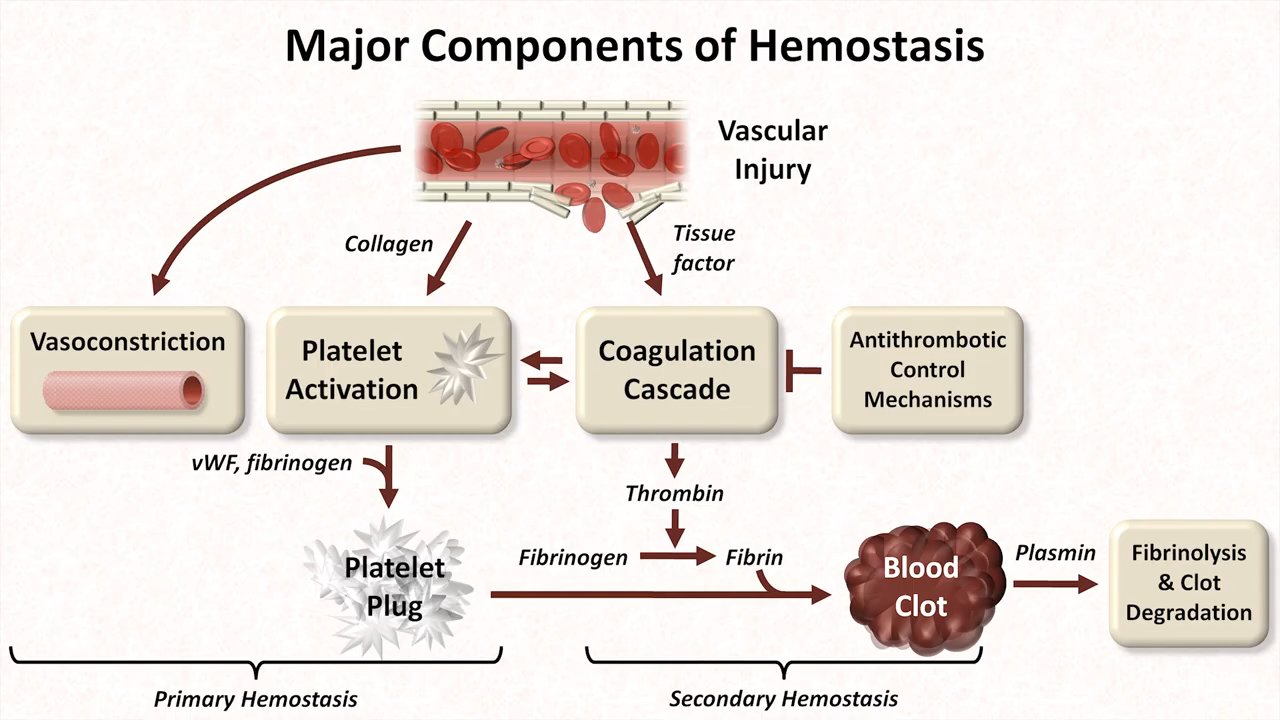 Major Components of Hemostasis
Vascular
Injury
Collagen
Tissue
factor
Vasoconstriction
Platelet
Activation
Coagulation
Cascade
Antithrombotic
Control
Mechanisms
vWF, fibrinogen
Thrombin
Fibrinogen
Fibrin
Platelet
Plug
Blood
Clot
Plasmin
Fibrinolysis
& Clot
Degradation
Primary Hemostasis
Secondary Hemostasis